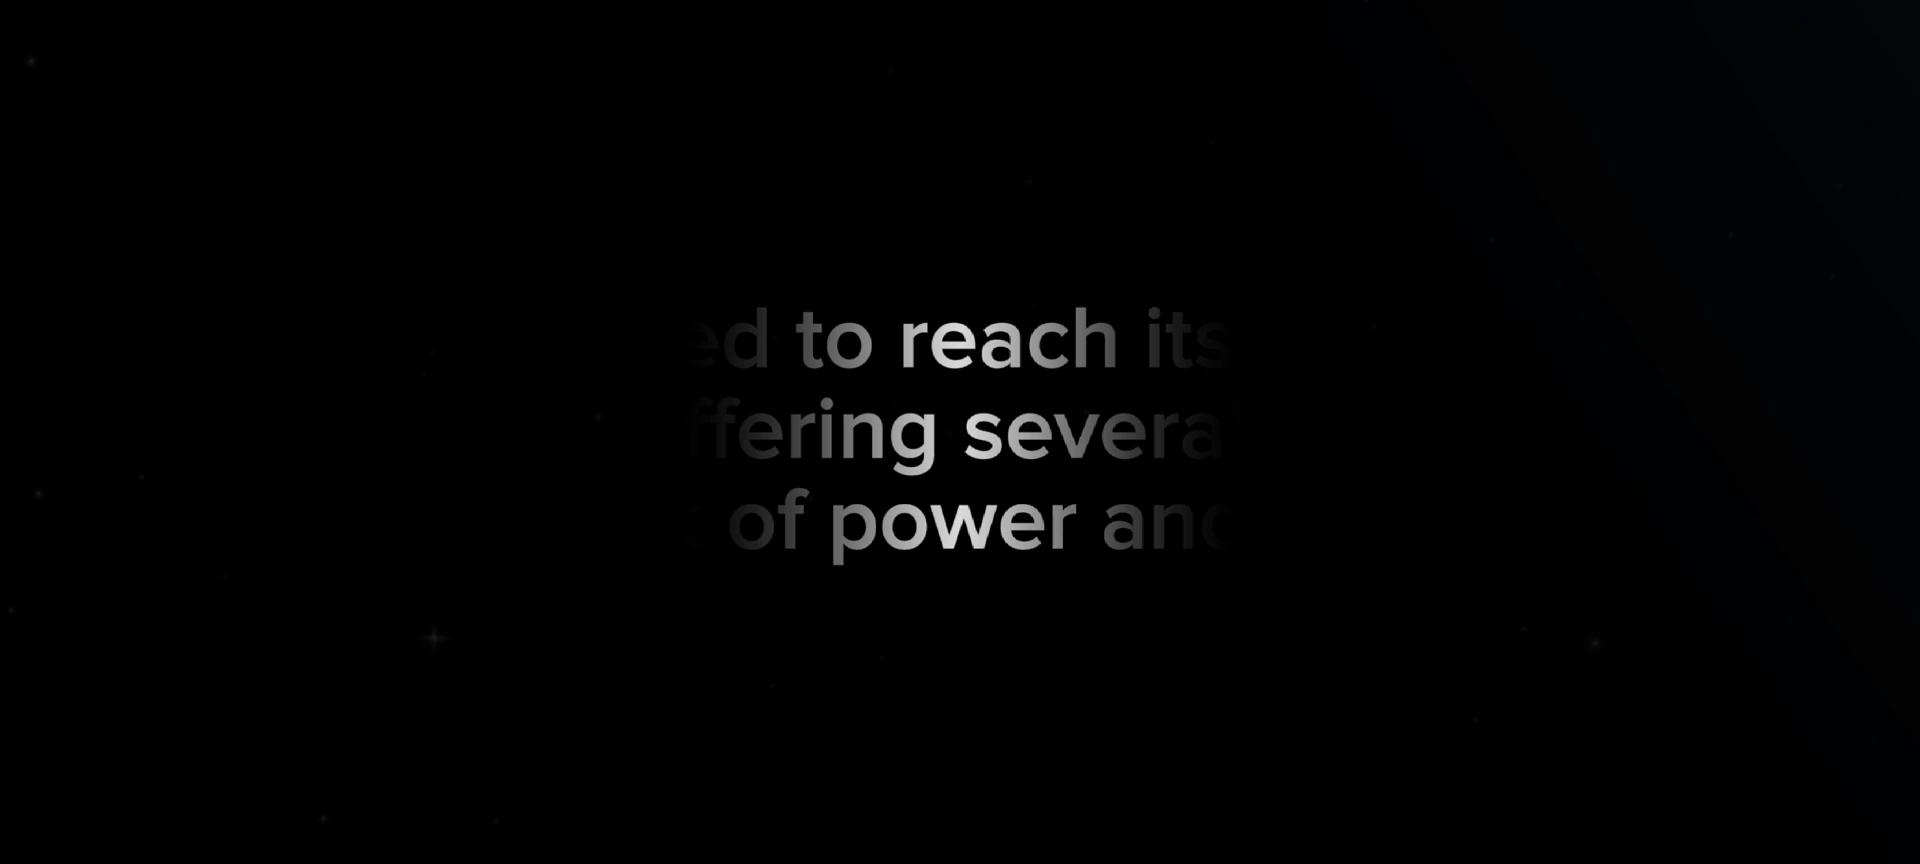 ed to reach its
ffering severa
of power and